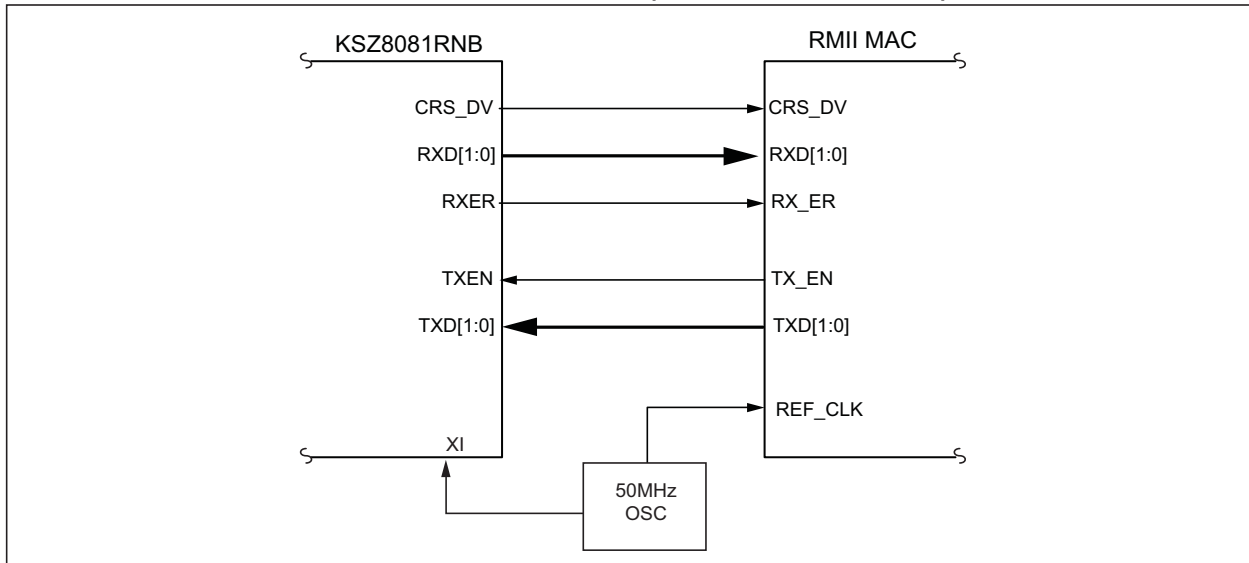 KSZ8081RNB
RMII MAC
CRS_DV
CRS_DV
RXD[1:0]
RXD[1:0]
RXER
RX_ER
TXEN
TX_EN
TXD[1:0]
TXD[1:0]
REF_CLK
XI
50MHz
OSC